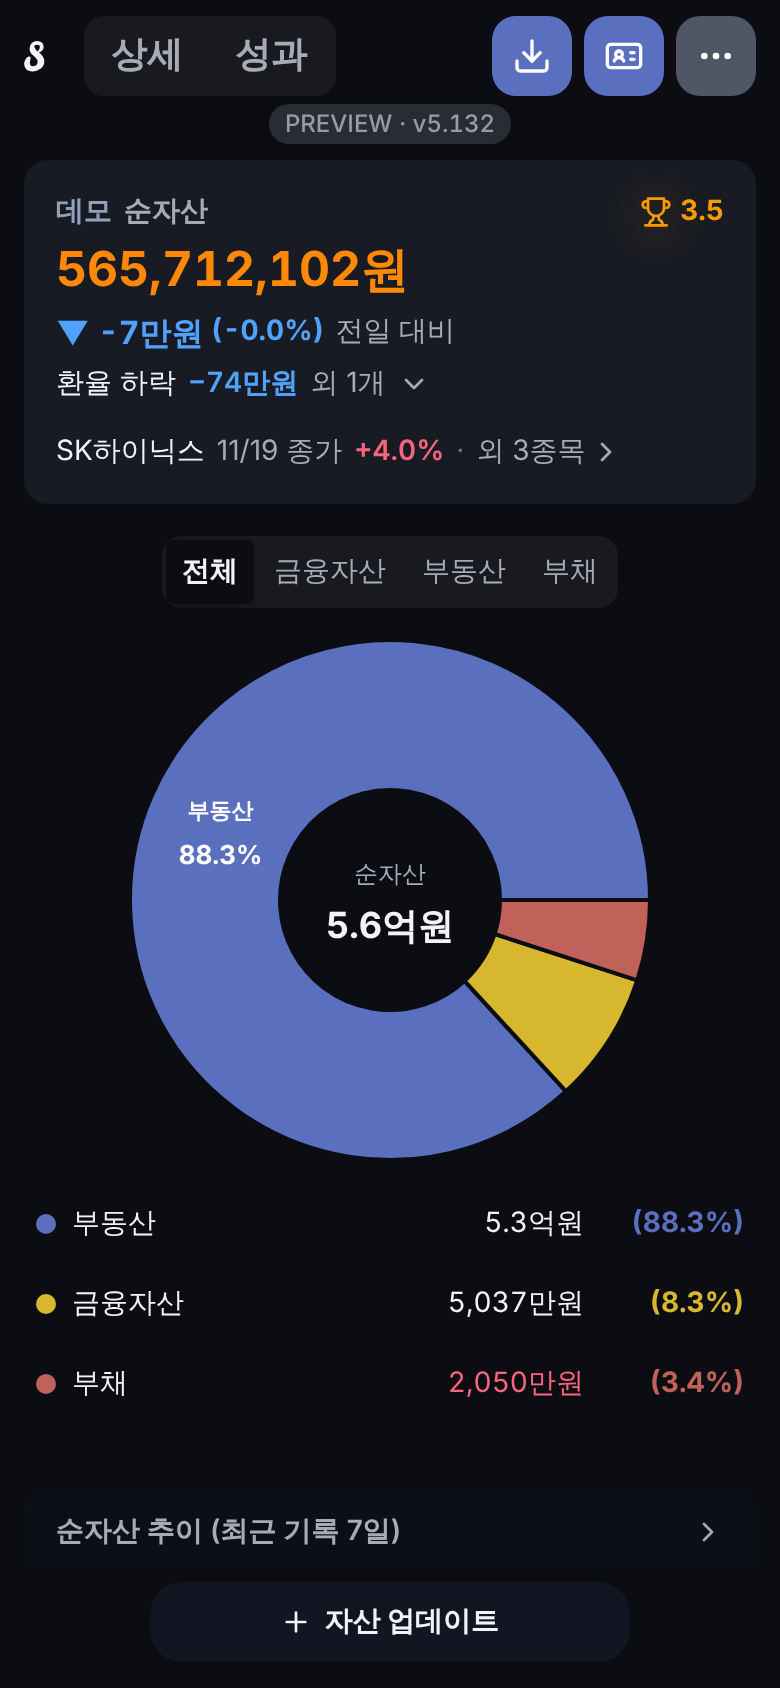 S 상세 성과
PREVIEW · v5.132
데모 순자산 3.5
565,712,102원
▼ -7만원 (-0.0%) 전일 대비
환율 하락 −74만원 외 1개
SK하이닉스 11/19 종가 +4.0% · 외 3종목
전체 금융자산 부동산 부채
부동산
88.3%
순자산
5.6억원
부동산 5.3억원 (88.3%)
금융자산 5,037만원 (8.3%)
부채 2,050만원 (3.4%)
순자산 추이 (최근 기록 7일)
+ 자산 업데이트